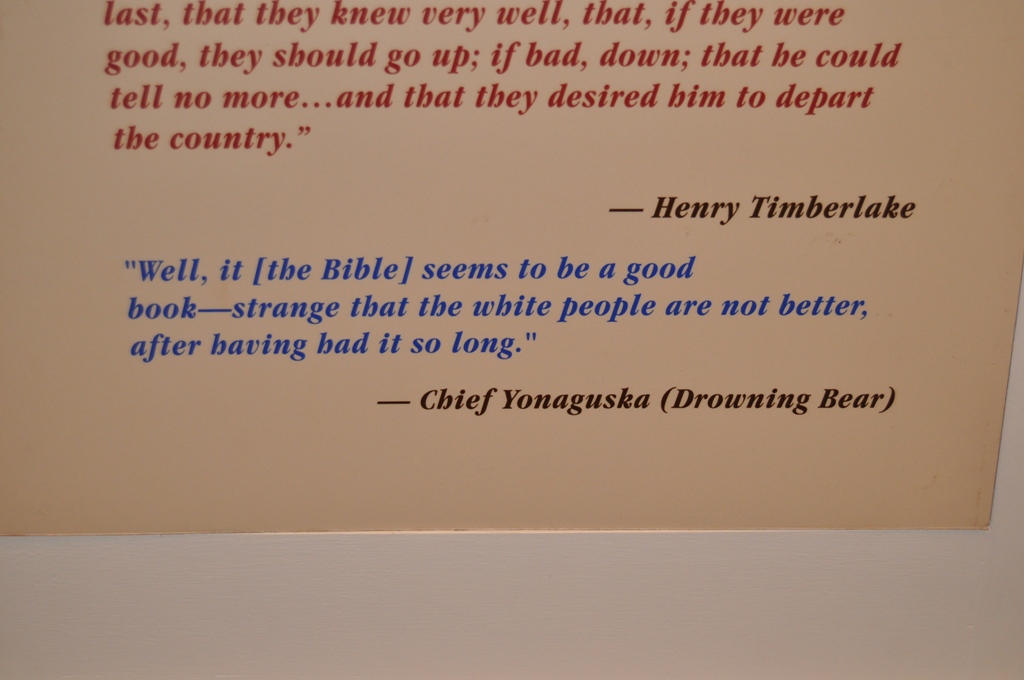 last, that they knew very well, that, if they were
good, they should go up; if bad, down; that he could
tell no more...and that they desired him to depart
the country.”
— Henry Timberlake
"Well, it [the Bible] seems to be a good
book—strange that the white people are not better,
after having had it so long."
— Chief Yonaguska (Drowning Bear)